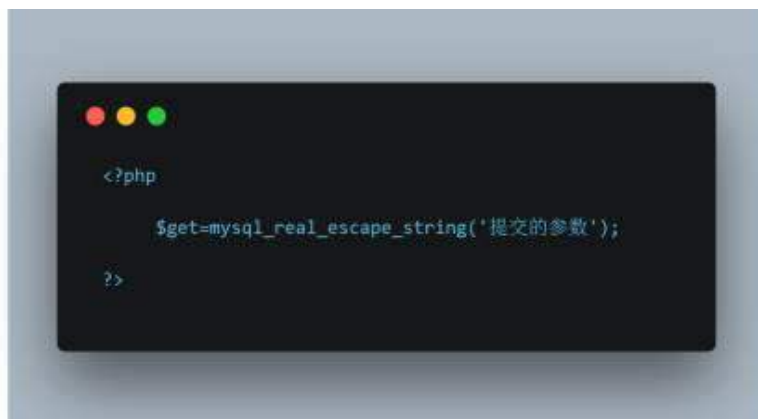 <?php
$get=mysql_real_escape_string('提交的参数');
?>